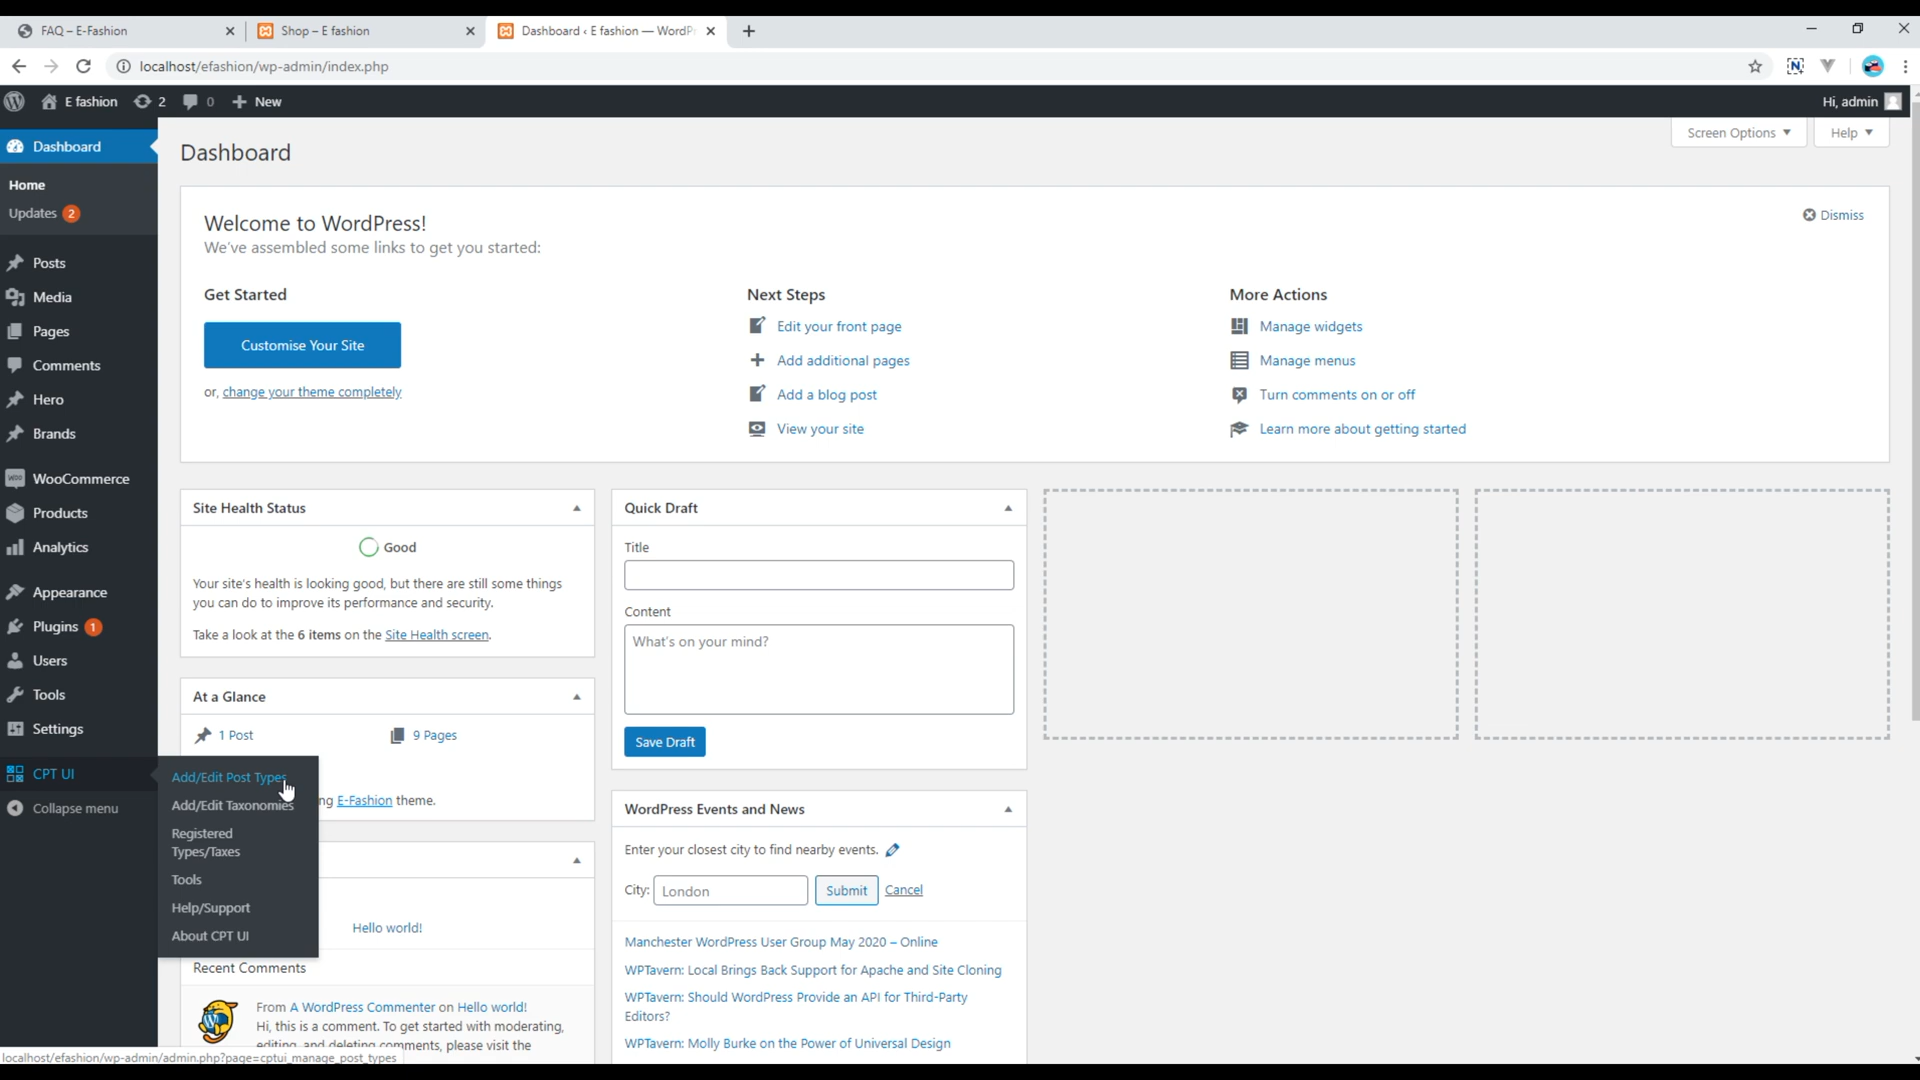 FAQ – E-Fashion
Shop – E fashion
Dashboard ‹ E fashion — WordP
localhost/efashion/wp-admin/index.php
E fashion
2
0
New
Hi, admin
Dashboard
Home
Updates 2
Posts
Media
Pages
Comments
Hero
Brands
WooCommerce
Products
Analytics
Appearance
Plugins 1
Users
Tools
Settings
CPT UI
Collapse menu
Add/Edit Post Types
Add/Edit Taxonomies
Registered
Types/Taxes
Tools
Help/Support
About CPT UI
Screen Options
Help
Dashboard
Welcome to WordPress!
Dismiss
We've assembled some links to get you started:
Get Started
Customise Your Site
or, change your theme completely
Next Steps
Edit your front page
Add additional pages
Add a blog post
View your site
More Actions
Manage widgets
Manage menus
Turn comments on or off
Learn more about getting started
Site Health Status
Good
Your site's health is looking good, but there are still some things
you can do to improve its performance and security.
Take a look at the 6 items on the Site Health screen.
At a Glance
1 Post
9 Pages
ng E-Fashion theme.
Hello world!
Recent Comments
From A WordPress Commenter on Hello world!
Hi, this is a comment. To get started with moderating,
editing, and deleting comments, please visit the
Quick Draft
Title
Content
What's on your mind?
Save Draft
WordPress Events and News
Enter your closest city to find nearby events.
City: London Submit Cancel
Manchester WordPress User Group May 2020 – Online
WPTavern: Local Brings Back Support for Apache and Site Cloning
WPTavern: Should WordPress Provide an API for Third-Party
Editors?
WPTavern: Molly Burke on the Power of Universal Design
localhost/efashion/wp-admin/admin.php?page=cptui_manage_post_types